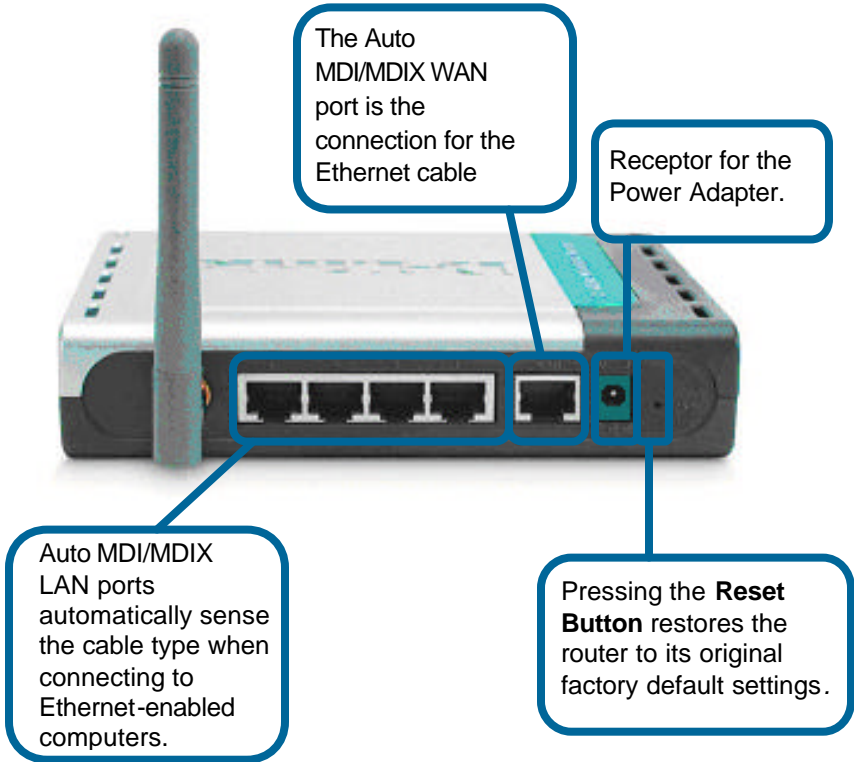 The Auto
MDI/MDIX WAN
port is the
connection for the
Ethernet cable
Receptor for the
Power Adapter.
Auto MDI/MDIX
LAN ports
automatically sense
the cable type when
connecting to
Ethernet-enabled
computers.
Pressing the Reset
Button restores the
router to its original
factory default settings.